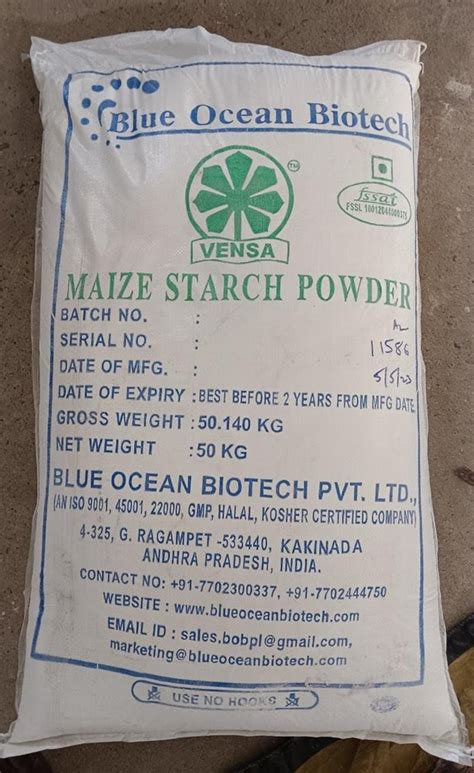 Blue Ocean Biotech
TM
VENSA
fssai
FSSL 10012044000376
MAIZE STARCH POWDER
BATCH NO. : AL
SERIAL NO. : 11586
DATE OF MFG. : 5/5/23
DATE OF EXPIRY : BEST BEFORE 2 YEARS FROM MFG DATE.
GROSS WEIGHT : 50.140 KG
NET WEIGHT : 50 KG
BLUE OCEAN BIOTECH PVT. LTD.,
(AN ISO 9001, 45001, 22000, GMP, HALAL, KOSHER CERTIFIED COMPANY)
4-325, G. RAGAMPET -533440, KAKINADA
ANDHRA PRADESH, INDIA.
CONTACT NO: +91-7702300337, +91-7702444750
WEBSITE : www.blueoceanbiotech.com
EMAIL ID : sales.bobpl@gmail.com,
marketing@blueoceanbiotech.com
USE NO HOOKS